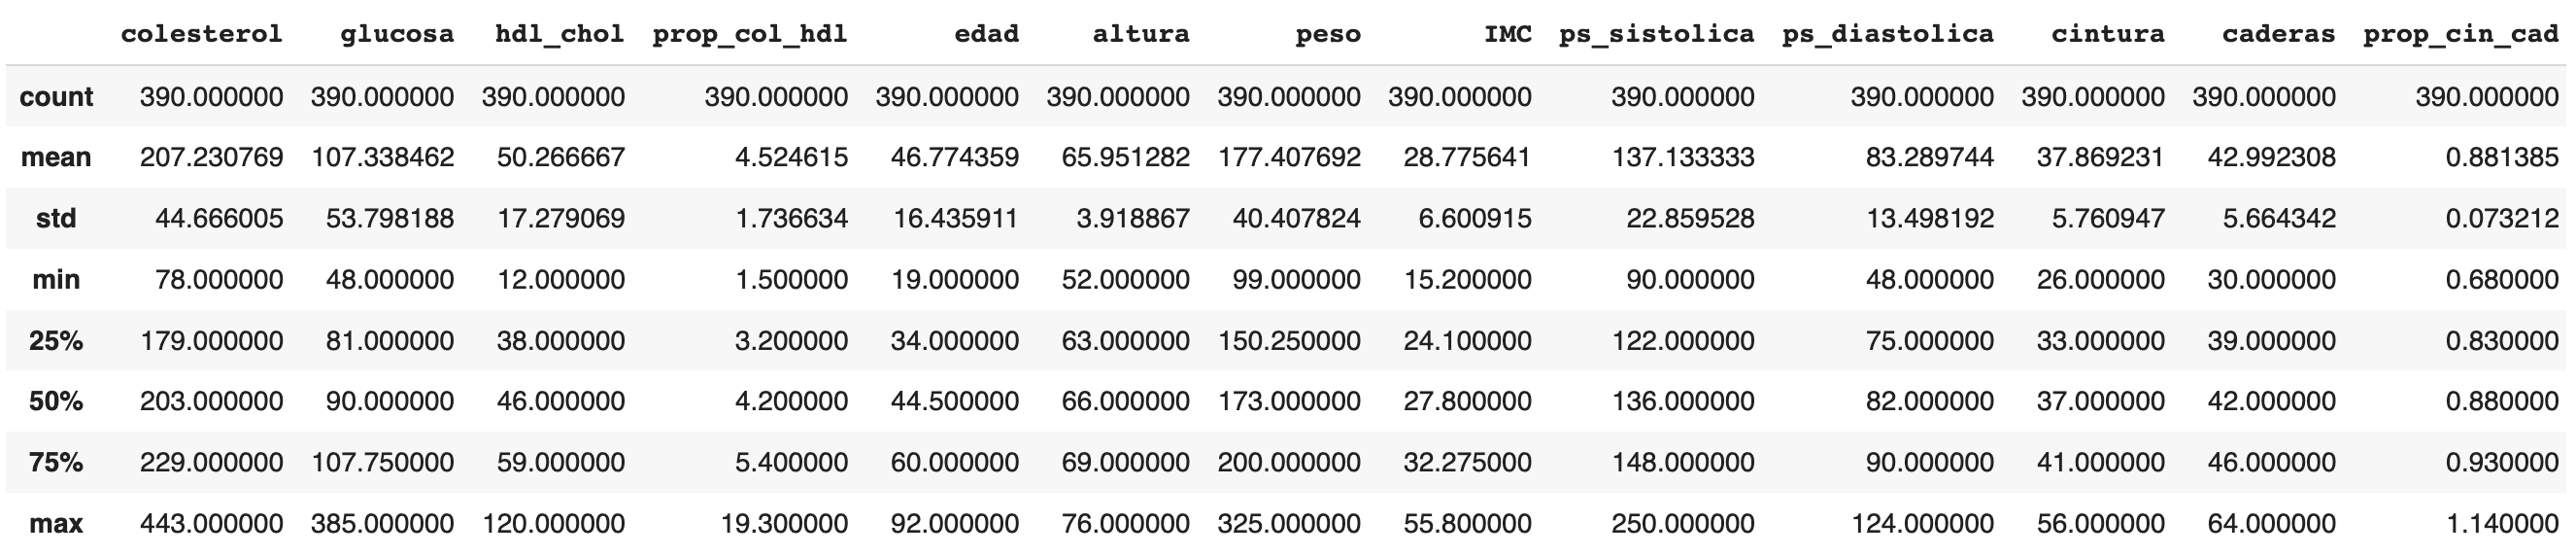 colesterol glucosa hdl_chol prop_col_hdl edad altura peso IMC ps_sistolica ps_diastolica cintura caderas prop_cin_cad
count 390.000000 390.000000 390.000000 390.000000 390.000000 390.000000 390.000000 390.000000 390.000000 390.000000 390.000000 390.000000 390.000000
mean 207.230769 107.338462 50.266667 4.524615 46.774359 65.951282 177.407692 28.775641 137.133333 83.289744 37.869231 42.992308 0.881385
std 44.666005 53.798188 17.279069 1.736634 16.435911 3.918867 40.407824 6.600915 22.859528 13.498192 5.760947 5.664342 0.073212
min 78.000000 48.000000 12.000000 1.500000 19.000000 52.000000 99.000000 15.200000 90.000000 48.000000 26.000000 30.000000 0.680000
25% 179.000000 81.000000 38.000000 3.200000 34.000000 63.000000 150.250000 24.100000 122.000000 75.000000 33.000000 39.000000 0.830000
50% 203.000000 90.000000 46.000000 4.200000 44.500000 66.000000 173.000000 27.800000 136.000000 82.000000 37.000000 42.000000 0.880000
75% 229.000000 107.750000 59.000000 5.400000 60.000000 69.000000 200.000000 32.275000 148.000000 90.000000 41.000000 46.000000 0.930000
max 443.000000 385.000000 120.000000 19.300000 92.000000 76.000000 325.000000 55.800000 250.000000 124.000000 56.000000 64.000000 1.140000